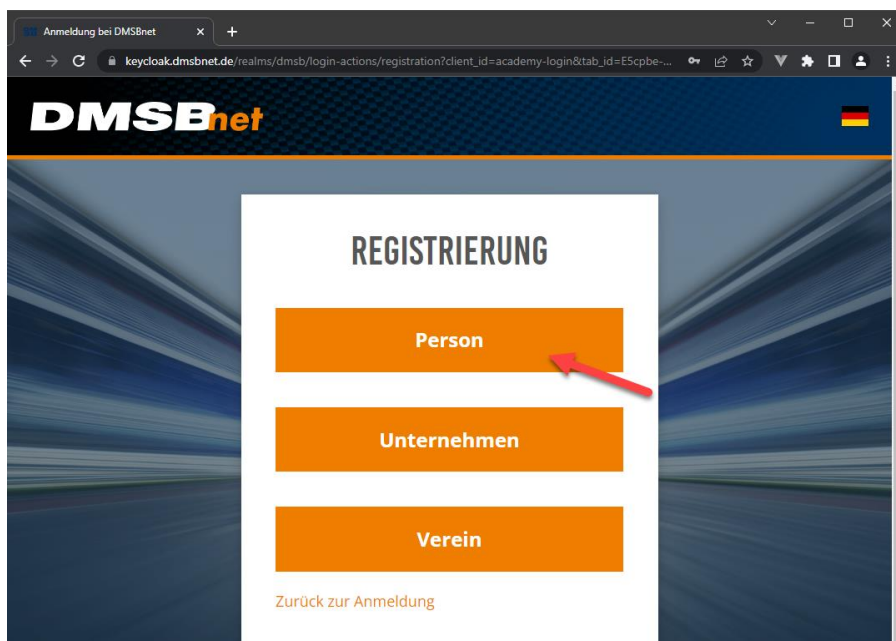 Anmeldung bei DMSBnet
keycloak.dmsbnet.de/realms/dmsb/login-actions/registration?client_id=academy-login&tab_id=E5cpbe-...
DMSBnet
REGISTRIERUNG
Person
Unternehmen
Verein
Zurück zur Anmeldung